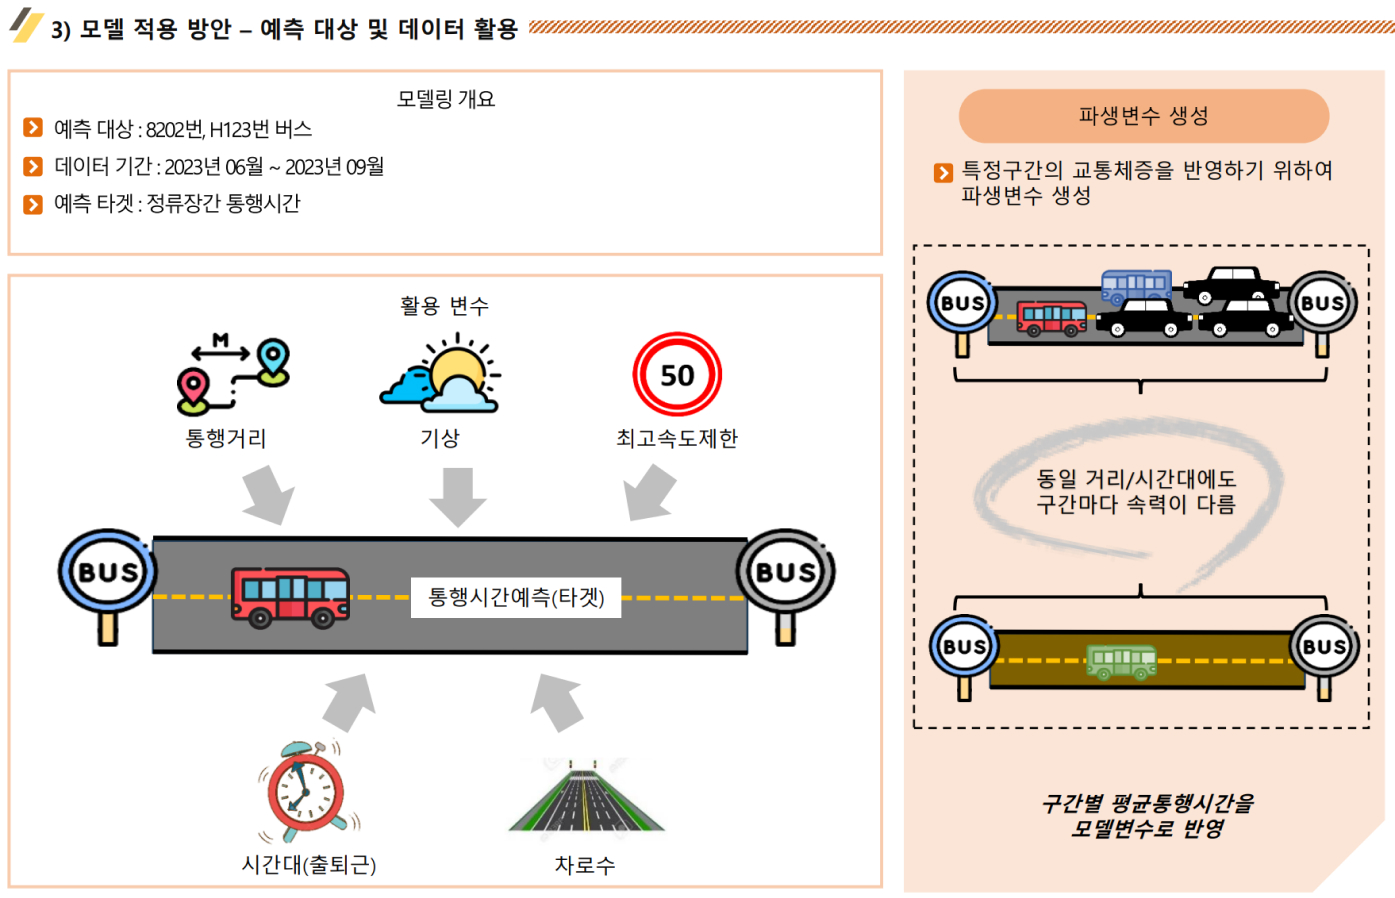 3) 모델 적용 방안 – 예측 대상 및 데이터 활용
모델링 개요
예측 대상 : 8202번, H123번 버스
데이터 기간 : 2023년 06월 ~ 2023년 09월
예측 타겟 : 정류장간 통행시간
활용 변수
M
50
통행거리
기상
최고속도제한
BUS
통행시간예측(타겟)
BUS
시간대(출퇴근)
차로수
파생변수 생성
특정구간의 교통체증을 반영하기 위하여
파생변수 생성
BUS
BUS
동일 거리/시간대에도
구간마다 속력이 다름
BUS
BUS
구간별 평균통행시간을
모델변수로 반영